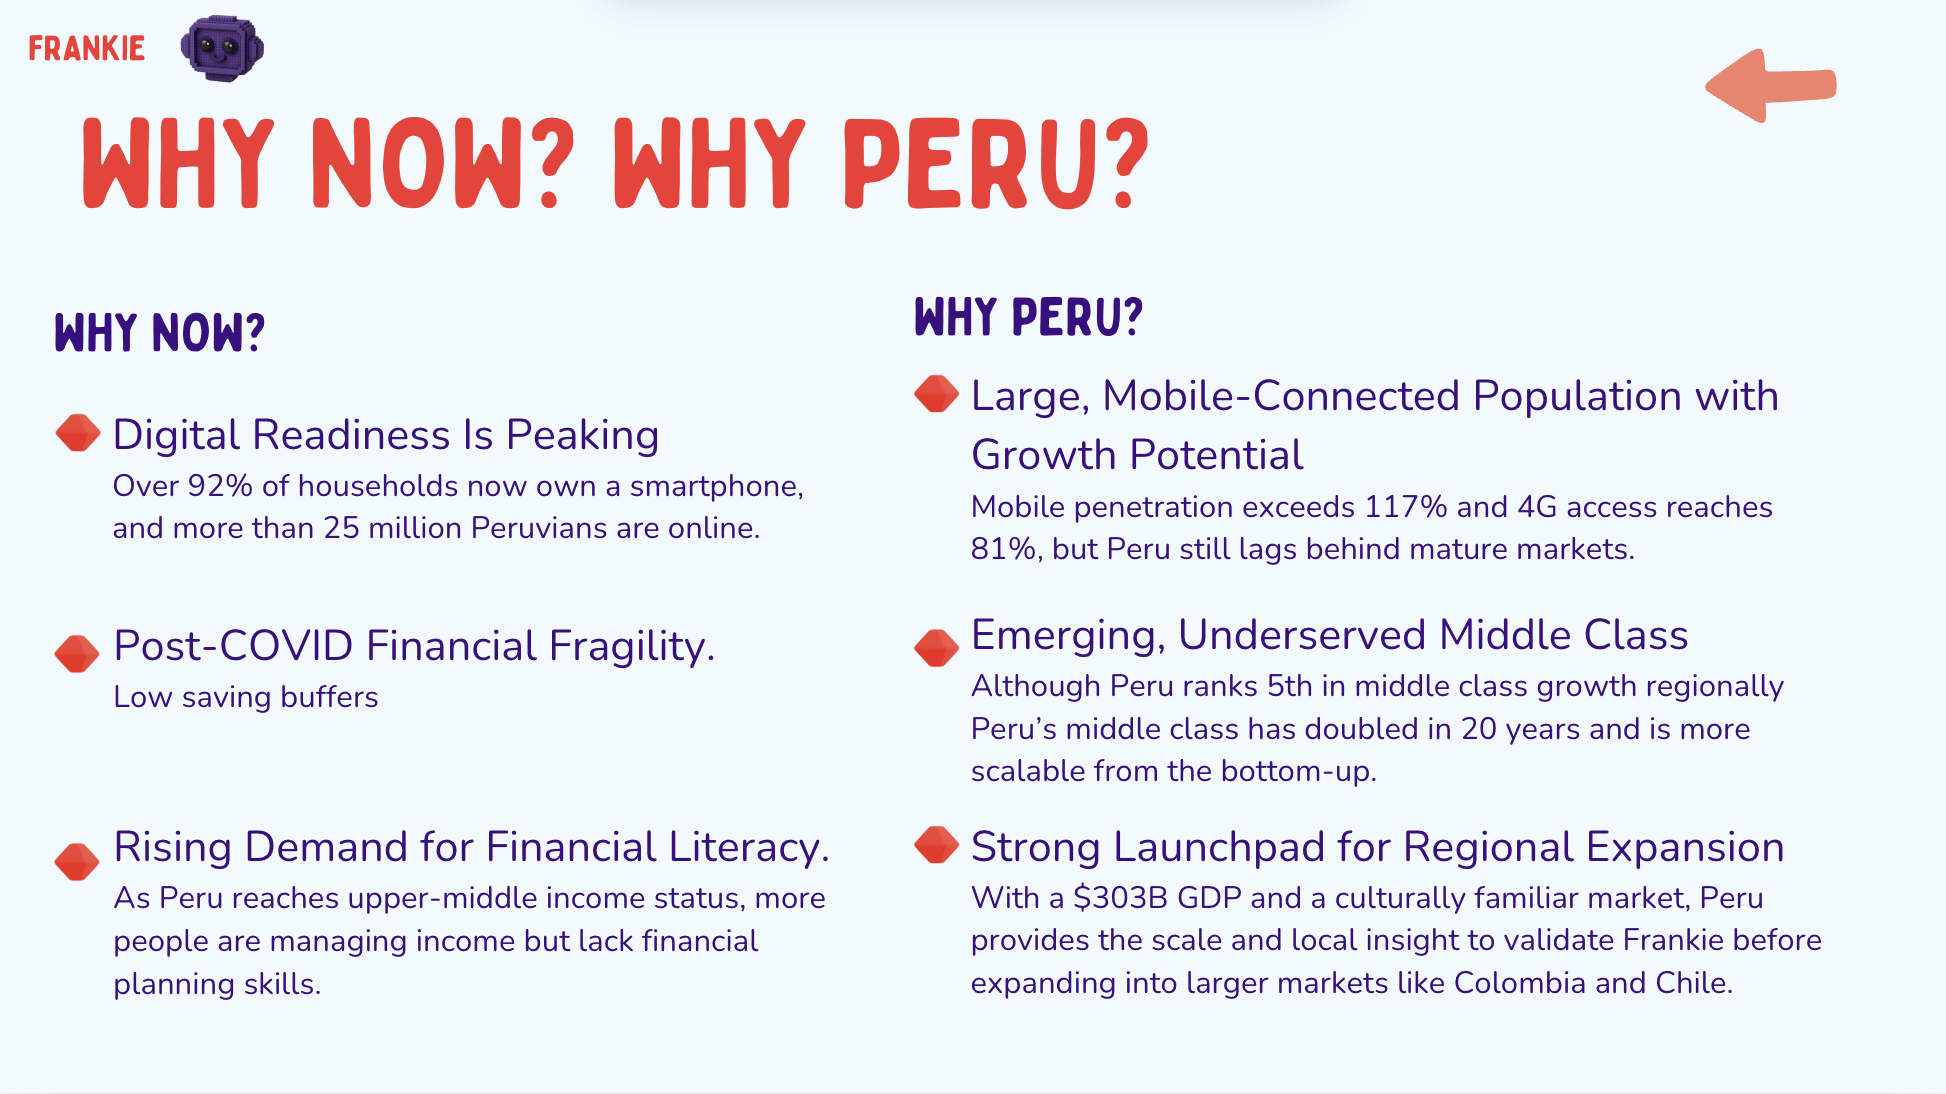 FRANKIE
WHY NOW? WHY PERU?
WHY NOW?
Digital Readiness Is Peaking
Over 92% of households now own a smartphone,
and more than 25 million Peruvians are online.
Post-COVID Financial Fragility.
Low saving buffers
Rising Demand for Financial Literacy.
As Peru reaches upper-middle income status, more
people are managing income but lack financial
planning skills.
WHY PERU?
Large, Mobile-Connected Population with
Growth Potential
Mobile penetration exceeds 117% and 4G access reaches
81%, but Peru still lags behind mature markets.
Emerging, Underserved Middle Class
Although Peru ranks 5th in middle class growth regionally
Peru’s middle class has doubled in 20 years and is more
scalable from the bottom-up.
Strong Launchpad for Regional Expansion
With a $303B GDP and a culturally familiar market, Peru
provides the scale and local insight to validate Frankie before
expanding into larger markets like Colombia and Chile.